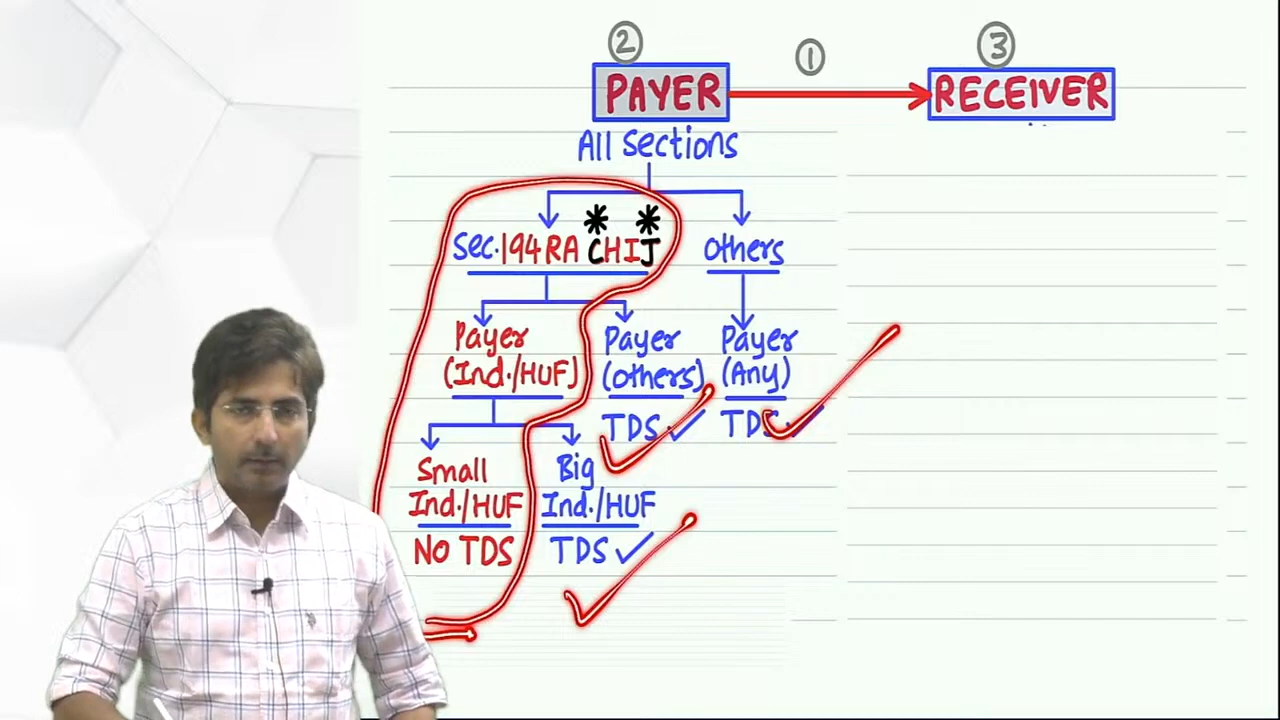 ② ① ③
PAYER RECEIVER
All Sections
* *
Sec.194RA CHIJ Others
Payer Payer Payer
(Ind./HUF) (Others) (Any)
TDS ✓ TDS ✓
Small Big
Ind./HUF Ind./HUF
NO TDS TDS ✓